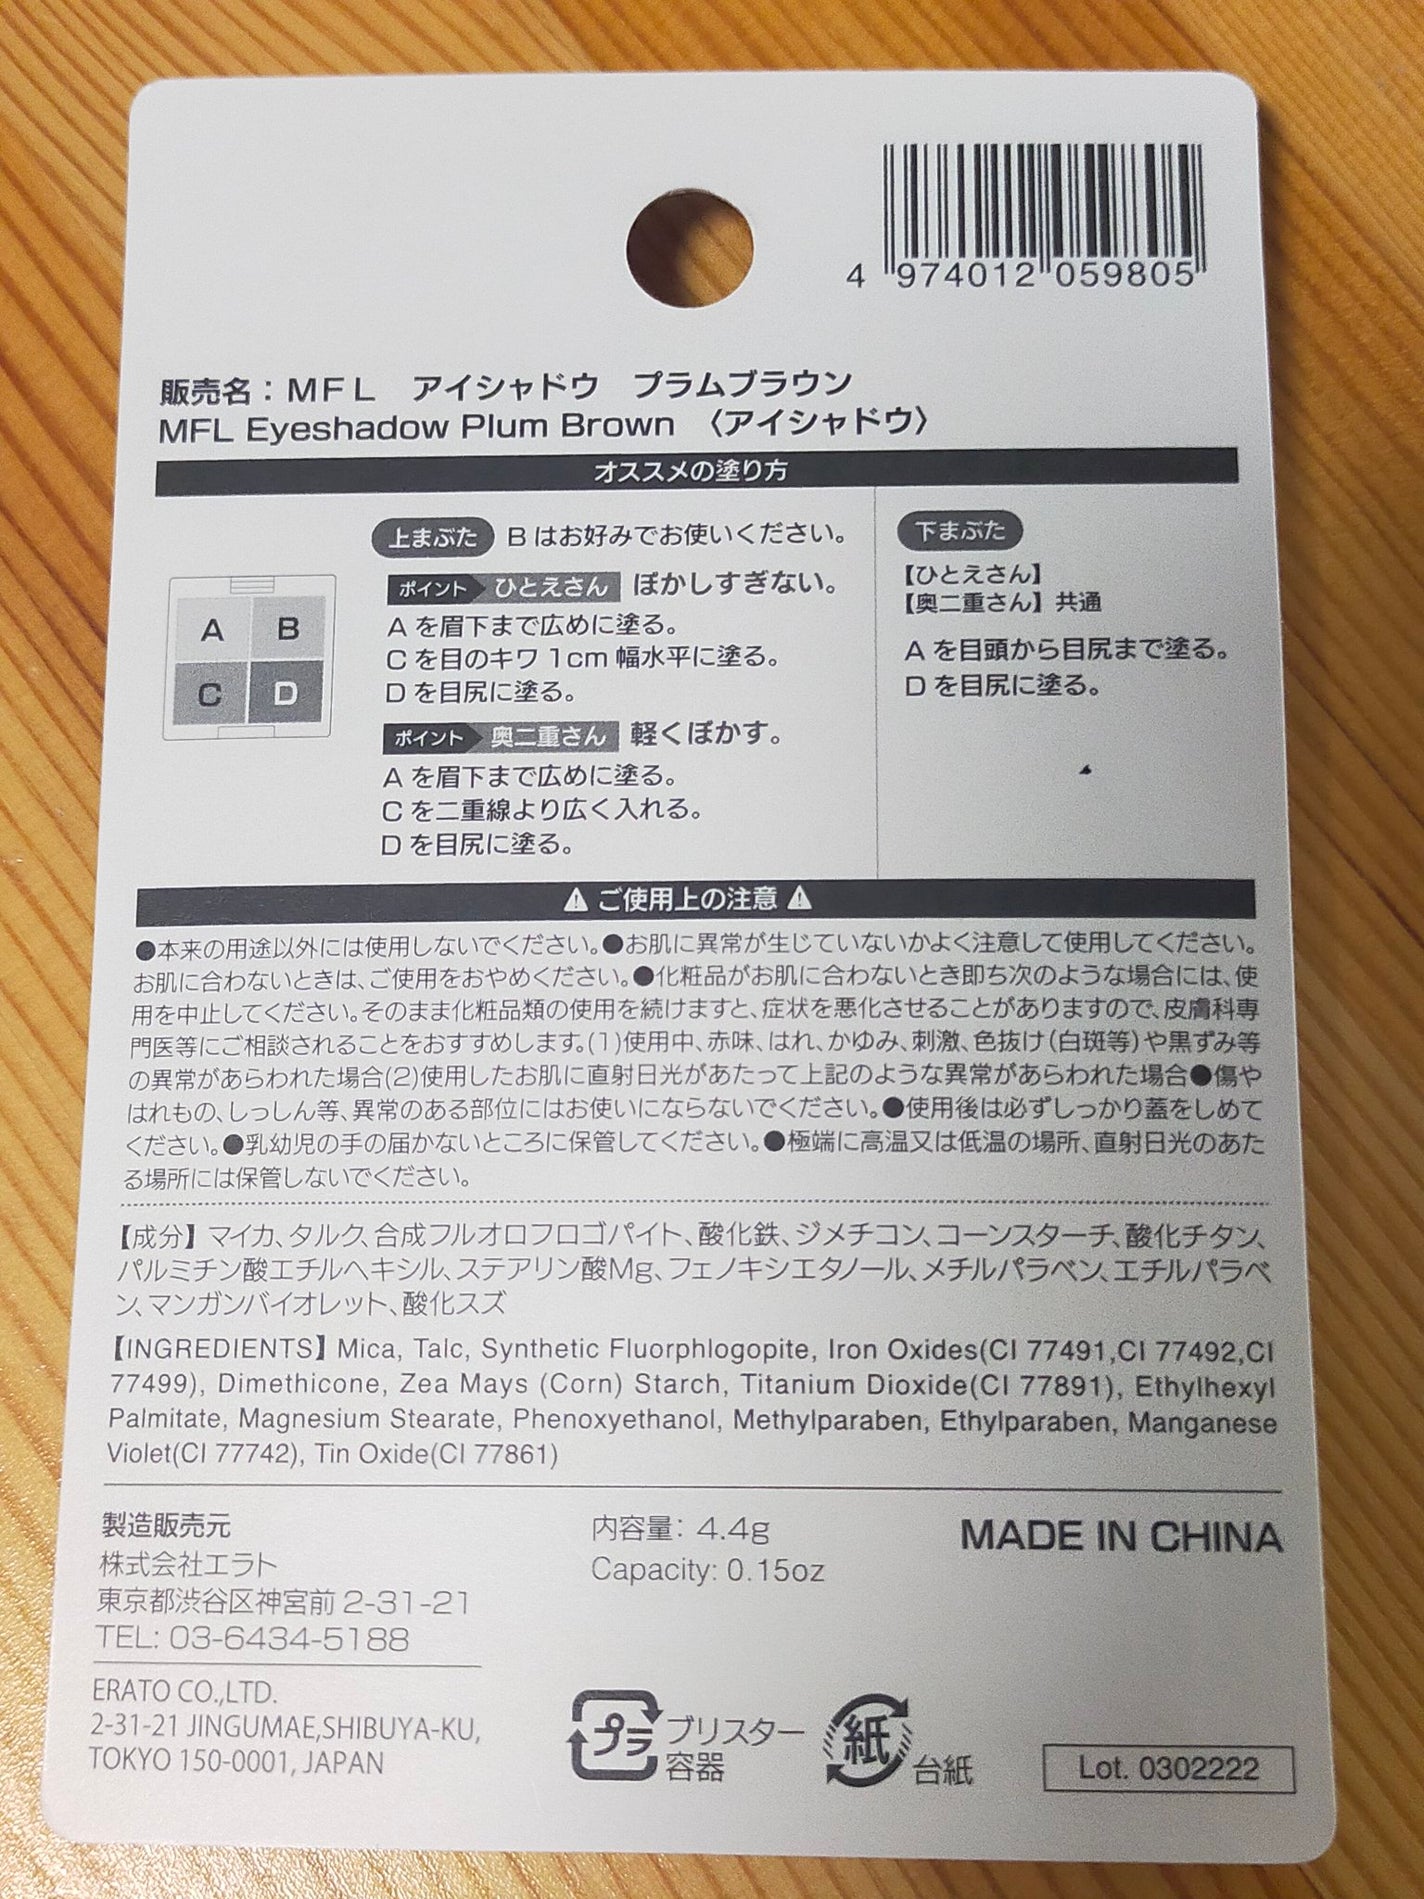 4 974012 059805
販売名：MFL　アイシャドウ　プラムブラウン
MFL Eyeshadow Plum Brown 〈アイシャドウ〉
オススメの塗り方
A B
C D
上まぶた Bはお好みでお使いください。
ポイント ひとえさん ぼかしすぎない。
Aを眉下まで広めに塗る。
Cを目のキワ1cm幅水平に塗る。
Dを目尻に塗る。
ポイント 奥二重さん 軽くぼかす。
Aを眉下まで広めに塗る。
Cを二重線より広く入れる。
Dを目尻に塗る。
下まぶた
【ひとえさん】
【奥二重さん】共通
Aを目頭から目尻まで塗る。
Dを目尻に塗る。
⚠ ご使用上の注意 ⚠
●本来の用途以外には使用しないでください。●お肌に異常が生じていないかよく注意して使用してください。
お肌に合わないときは、ご使用をおやめください。●化粧品がお肌に合わないとき即ち次のような場合には、使
用を中止してください。そのまま化粧品類の使用を続けますと、症状を悪化させることがありますので、皮膚科専
門医等にご相談されることをおすすめします。(1)使用中、赤味、はれ、かゆみ、刺激、色抜け(白斑等)や黒ずみ等
の異常があらわれた場合(2)使用したお肌に直射日光があたって上記のような異常があらわれた場合●傷や
はれもの、しっしん等、異常のある部位にはお使いにならないでください。●使用後は必ずしっかり蓋をしめて
ください。●乳幼児の手の届かないところに保管してください。●極端に高温又は低温の場所、直射日光のあた
る場所には保管しないでください。
【成分】マイカ、タルク、合成フルオロフロゴパイト、酸化鉄、ジメチコン、コーンスターチ、酸化チタン、
パルミチン酸エチルヘキシル、ステアリン酸Mg、フェノキシエタノール、メチルパラベン、エチルパラベ
ン、マンガンバイオレット、酸化スズ
【INGREDIENTS】Mica, Talc, Synthetic Fluorphlogopite, Iron Oxides(CI 77491,CI 77492,CI
77499), Dimethicone, Zea Mays (Corn) Starch, Titanium Dioxide(CI 77891), Ethylhexyl
Palmitate, Magnesium Stearate, Phenoxyethanol, Methylparaben, Ethylparaben, Manganese
Violet(CI 77742), Tin Oxide(CI 77861)
製造販売元
株式会社エラト
東京都渋谷区神宮前 2-31-21
TEL: 03-6434-5188
ERATO CO.,LTD.
2-31-21 JINGUMAE,SHIBUYA-KU,
TOKYO 150-0001, JAPAN
内容量：4.4g
Capacity: 0.15oz
MADE IN CHINA
プラ ブリスター
容器
紙 台紙
Lot. 0302222